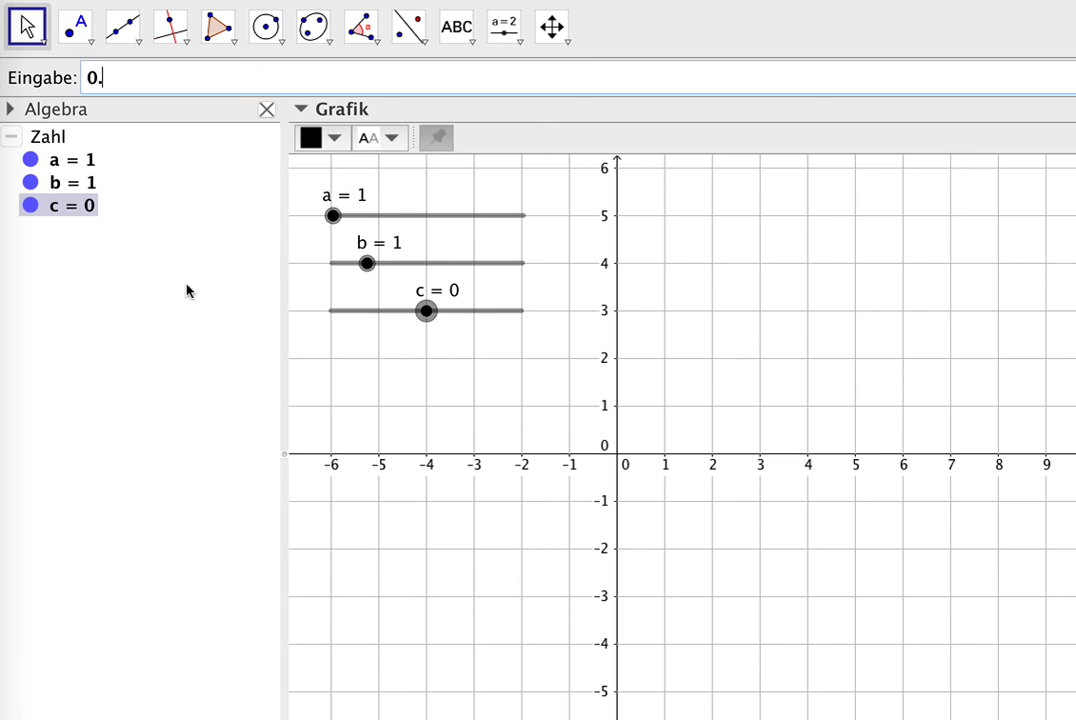 ABC
a=2
Eingabe: 0.
Algebra
Grafik
Zahl
AA
a = 1
b = 1
c = 0
a = 1
b = 1
c = 0
6
5
4
3
2
1
0
-6 -5 -4 -3 -2 -1 0 1 2 3 4 5 6 7 8 9
-1
-2
-3
-4
-5
A
α